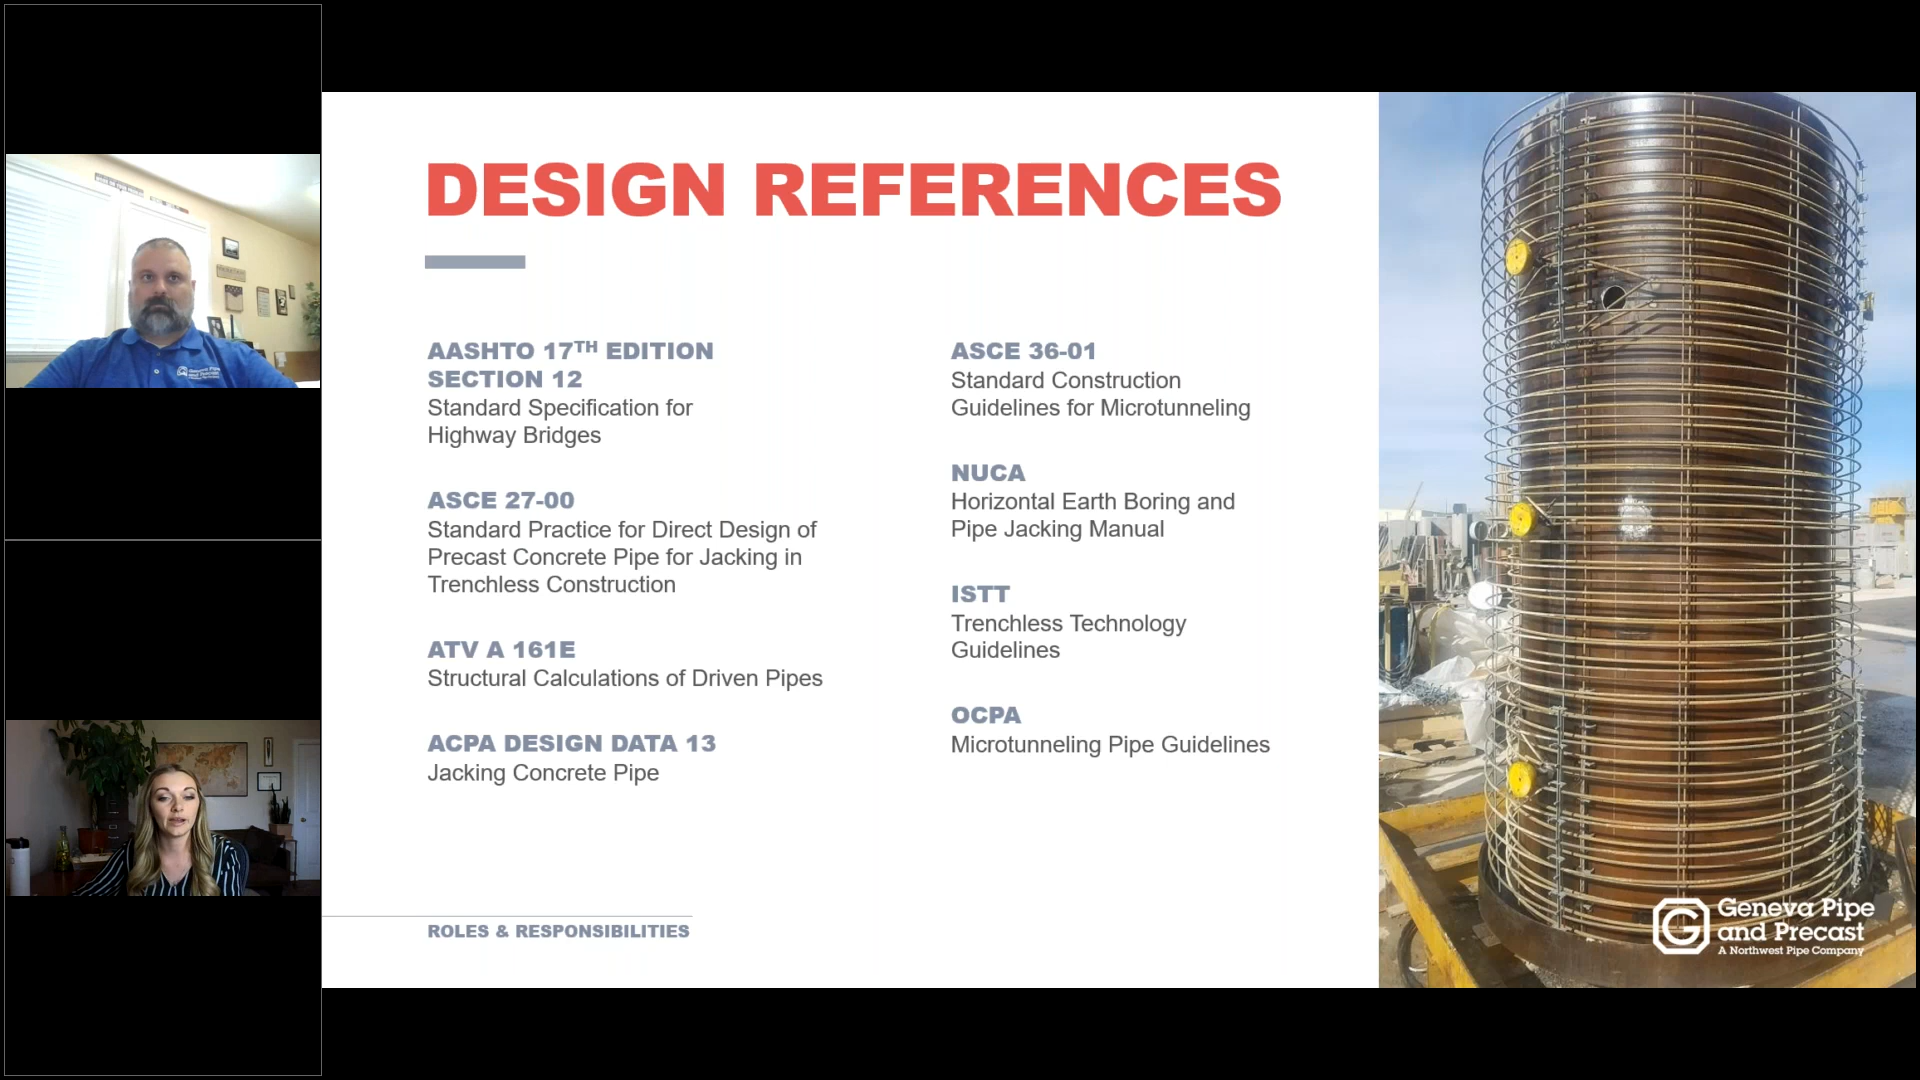 DESIGN REFERENCES
AASHTO 17TH EDITION
SECTION 12
Standard Specification for
Highway Bridges
ASCE 27-00
Standard Practice for Direct Design of
Precast Concrete Pipe for Jacking in
Trenchless Construction
ATV A 161E
Structural Calculations of Driven Pipes
ACPA DESIGN DATA 13
Jacking Concrete Pipe
ASCE 36-01
Standard Construction
Guidelines for Microtunneling
NUCA
Horizontal Earth Boring and
Pipe Jacking Manual
ISTT
Trenchless Technology
Guidelines
OCPA
Microtunneling Pipe Guidelines
ROLES & RESPONSIBILITIES
Geneva Pipe
and Precast
A Northwest Pipe Company
Geneva Pipe
and Precast